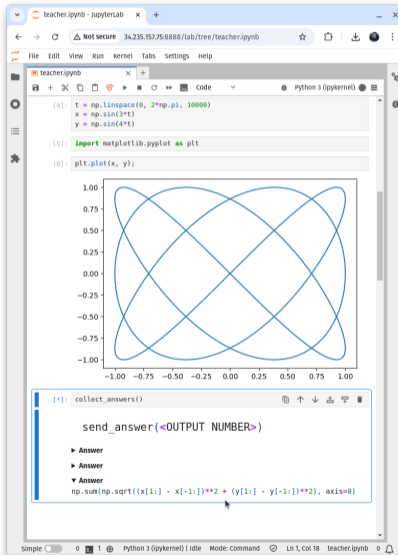 teacher.ipynb - JupyterLab
Not secure 34.235.157.75:8888/lab/tree/teacher.ipynb
File Edit View Run Kernel Tabs Settings Help
teacher.ipynb
Code Python 3 (ipykernel)
[4]: t = np.linspace(0, 2*np.pi, 10000)
x = np.sin(3*t)
y = np.sin(4*t)
[5]: import matplotlib.pyplot as plt
[6]: plt.plot(x, y);
1.00
0.75
0.50
0.25
0.00
−0.25
−0.50
−0.75
−1.00
−1.00 −0.75 −0.50 −0.25 0.00 0.25 0.50 0.75 1.00
[*]: collect_answers()
send_answer(<OUTPUT NUMBER>)
Answer
Answer
Answer
np.sum(np.sqrt((x[1:] - x[-1:])**2 + (y[1:] - y[-1:])**2), axis=0)
Simple 0 1 Python 3 (ipykernel) | Idle Mode: Command Ln 1, Col 18 teacher.ipynb 0